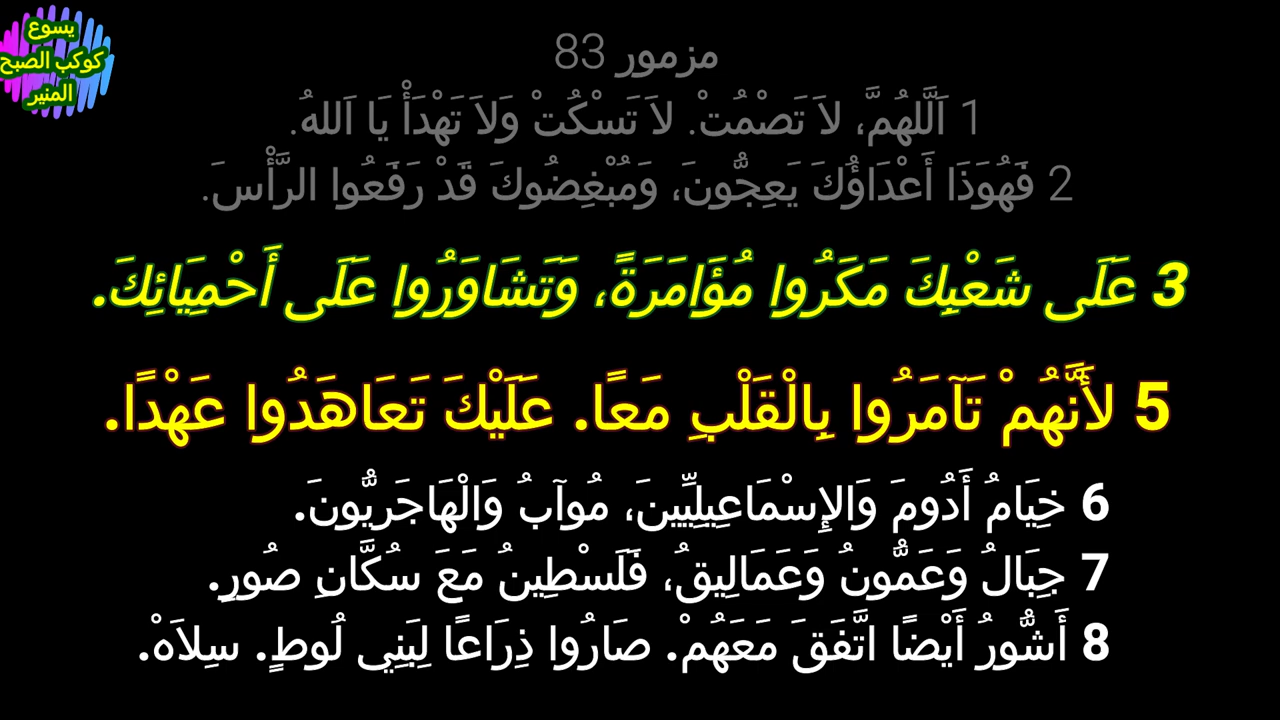 يسوع
كوكب الصبح
المنير
مزمور 83
1 اَللَّهُمَّ، لاَ تَصْمُتْ. لاَ تَسْكُتْ وَلاَ تَهْدَأْ يَا اَللهُ.
2 فَهُوَذَا أَعْدَاؤُكَ يَعِجُّونَ، وَمُبْغِضُوكَ قَدْ رَفَعُوا الرَّأْسَ.
3 عَلَى شَعْبِكَ مَكَرُوا مُؤَامَرَةً، وَتَشَاوَرُوا عَلَى أَحْمِيَائِكَ.
5 لأَنَّهُمْ تَآمَرُوا بِالْقَلْبِ مَعًا. عَلَيْكَ تَعَاهَدُوا عَهْدًا.
6 خِيَامُ أَدُومَ وَالإِسْمَاعِيلِيِّينَ، مُوآبُ وَالْهَاجَرِيُّونَ.
7 جِبَالُ وَعَمُّونُ وَعَمَالِيقُ، فَلَسْطِينُ مَعَ سُكَّانِ صُورٍ.
8 أَشُّورُ أَيْضًا اتَّفَقَ مَعَهُمْ. صَارُوا ذِرَاعًا لِبَنِي لُوطٍ. سِلاَهْ.